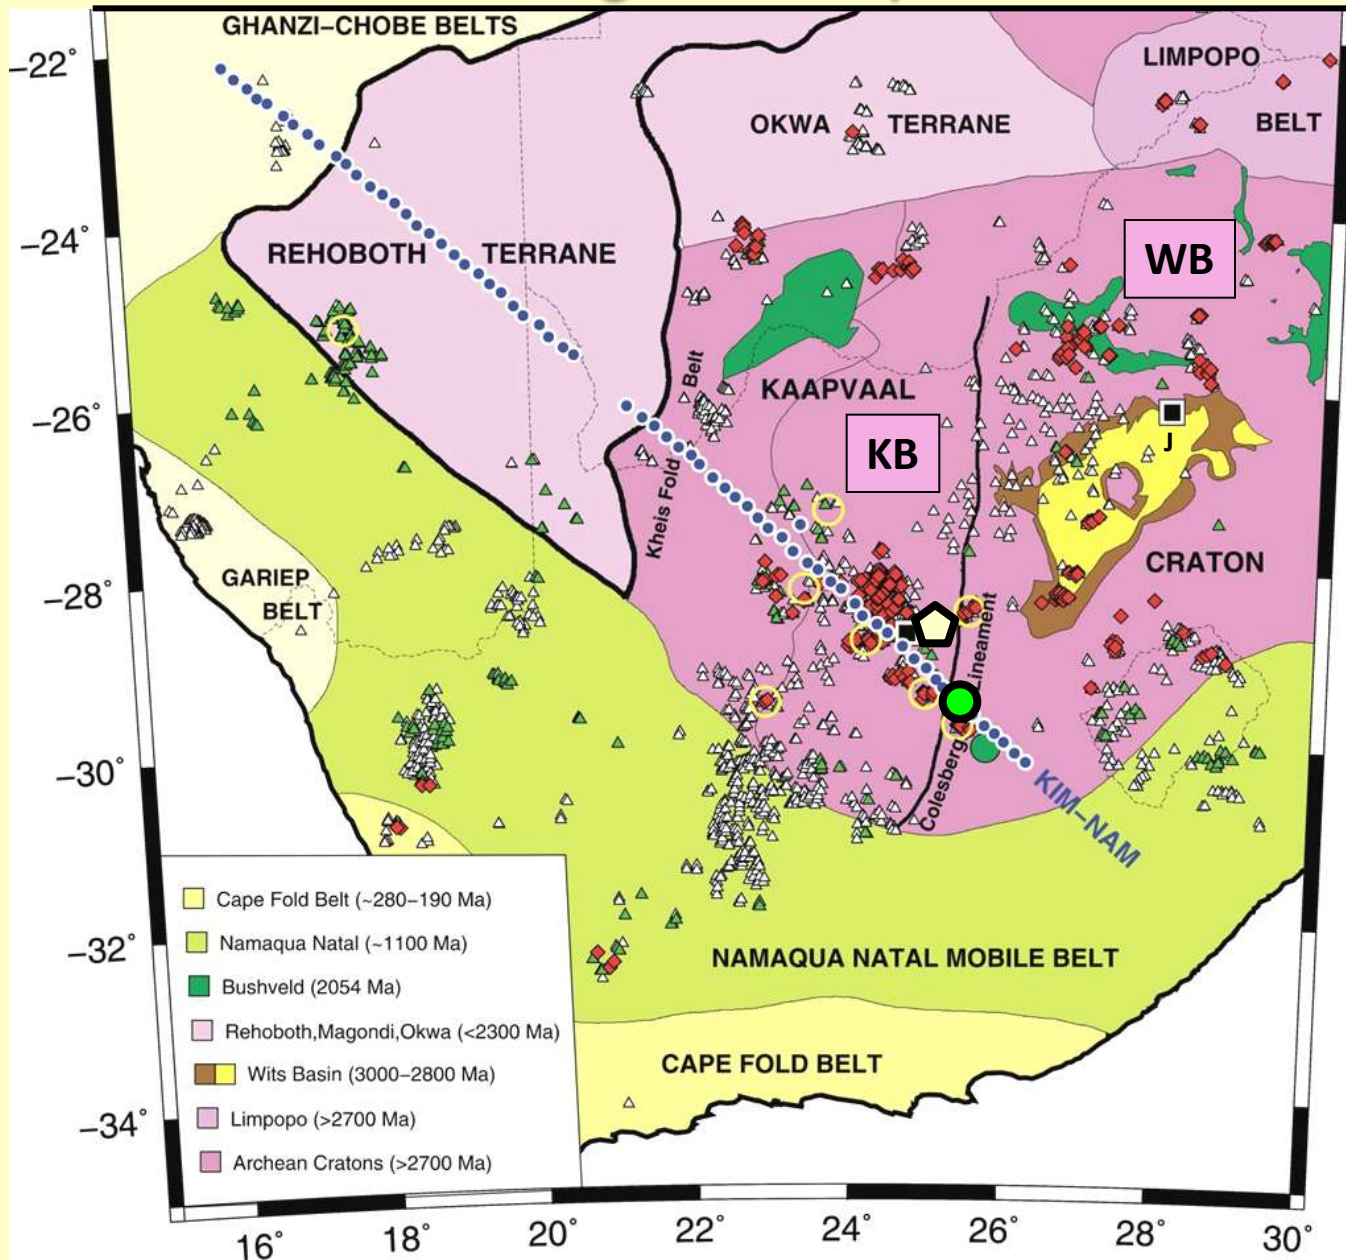 GHANZI–CHOBE BELTS
LIMPOPO
BELT
OKWA TERRANE
REHOBOTH TERRANE
WB
Kheis Fold Belt
KAAPVAAL
KB
J
CRATON
GARIEP
BELT
Colesberg Lineament
KIM–NAM
NAMAQUA NATAL MOBILE BELT
CAPE FOLD BELT
Cape Fold Belt (~280–190 Ma)
Namaqua Natal (~1100 Ma)
Bushveld (2054 Ma)
Rehoboth,Magondi,Okwa (<2300 Ma)
Wits Basin (3000–2800 Ma)
Limpopo (>2700 Ma)
Archean Cratons (>2700 Ma)
−22˚
−24˚
−26˚
−28˚
−30˚
−32˚
−34˚
16˚ 18˚ 20˚ 22˚ 24˚ 26˚ 28˚ 30˚